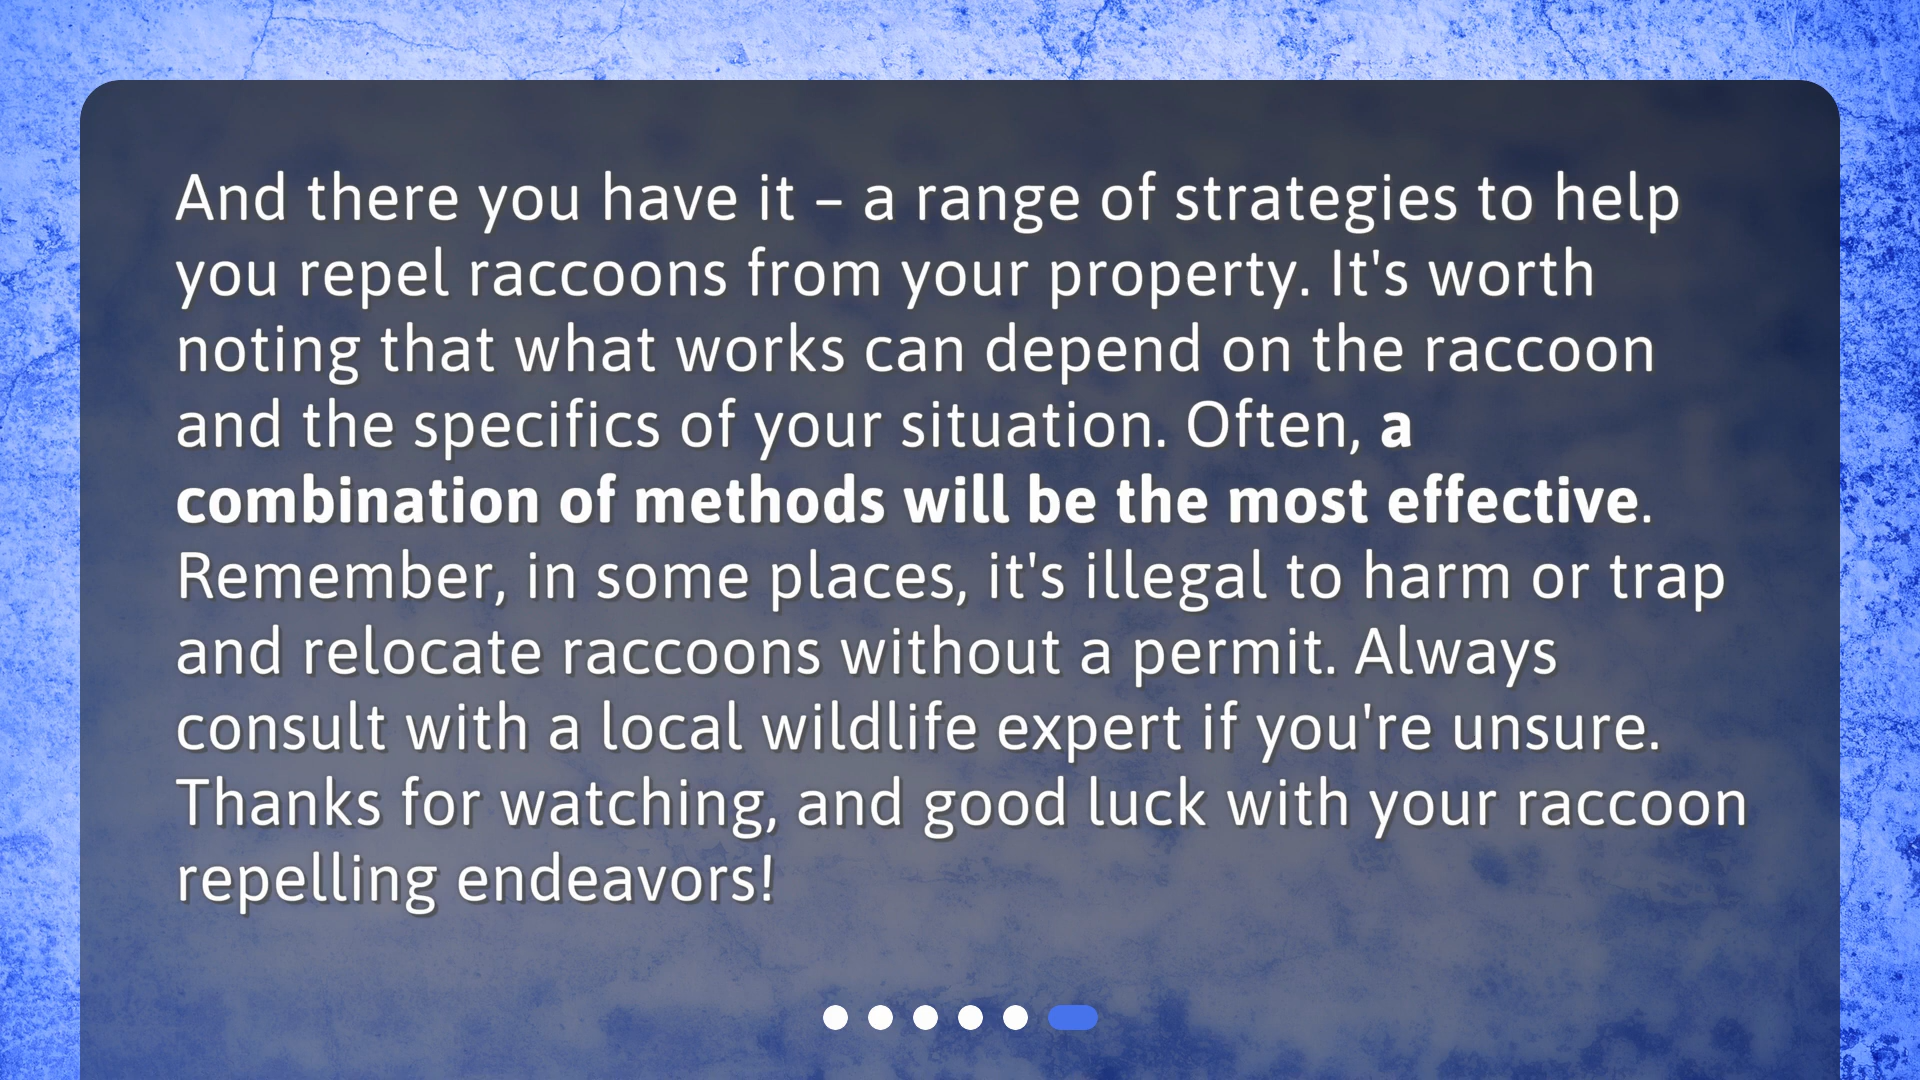 And there you have it – a range of strategies to help
you repel raccoons from your property. It's worth
noting that what works can depend on the raccoon
and the specifics of your situation. Often, a
combination of methods will be the most effective.
Remember, in some places, it's illegal to harm or trap
and relocate raccoons without a permit. Always
consult with a local wildlife expert if you're unsure.
Thanks for watching, and good luck with your raccoon
repelling endeavors!